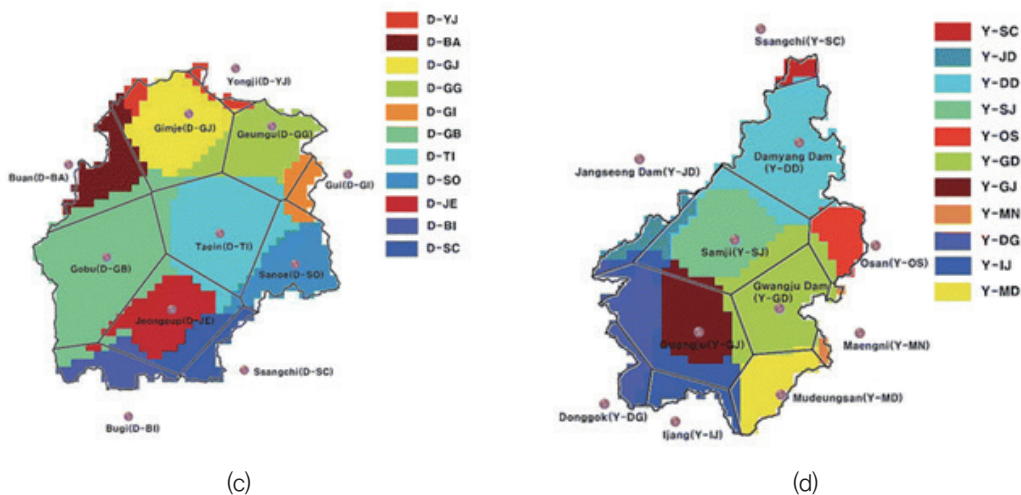 D-YJ
D-BA
D-GJ
D-GG
D-GI
D-GB
D-TI
D-SO
D-JE
D-BI
D-SC
Yongji(D-YJ)
Gimje(D-GJ)
Geumgu(D-GG)
Buan(D-BA)
Gui(D-GI)
Taein(D-TI)
Gobu(D-GB)
Sanoe(D-SO)
Jeongeup(D-JE)
Ssangchi(D-SC)
Bugi(D-BI)
(c)
Y-SC
Y-JD
Y-DD
Y-SJ
Y-OS
Y-GD
Y-GJ
Y-MN
Y-DG
Y-IJ
Y-MD
Ssangchi(Y-SC)
Damyang Dam
(Y-DD)
Jangseong Dam(Y-JD)
Samji(Y-SJ)
Osan(Y-OS)
Gwangju Dam
(Y-GD)
Guangju(Y-GJ)
Maengni(Y-MN)
Mudeungsan(Y-MD)
Donggok(Y-DG)
Ijang(Y-IJ)
(d)